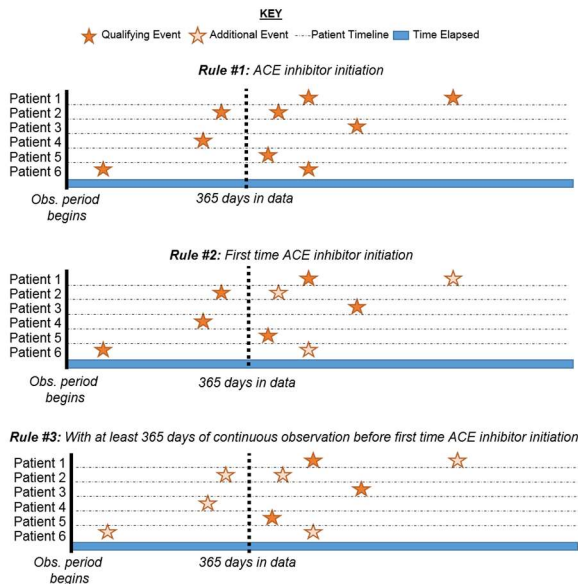 KEY
Qualifying Event Additional Event Patient Timeline Time Elapsed
Rule #1: ACE inhibitor initiation
Patient 1
Patient 2
Patient 3
Patient 4
Patient 5
Patient 6
Obs. period
begins
365 days in data
Rule #2: First time ACE inhibitor initiation
Patient 1
Patient 2
Patient 3
Patient 4
Patient 5
Patient 6
Obs. period
begins
365 days in data
Rule #3: With at least 365 days of continuous observation before first time ACE inhibitor initiation
Patient 1
Patient 2
Patient 3
Patient 4
Patient 5
Patient 6
Obs. period
begins
365 days in data